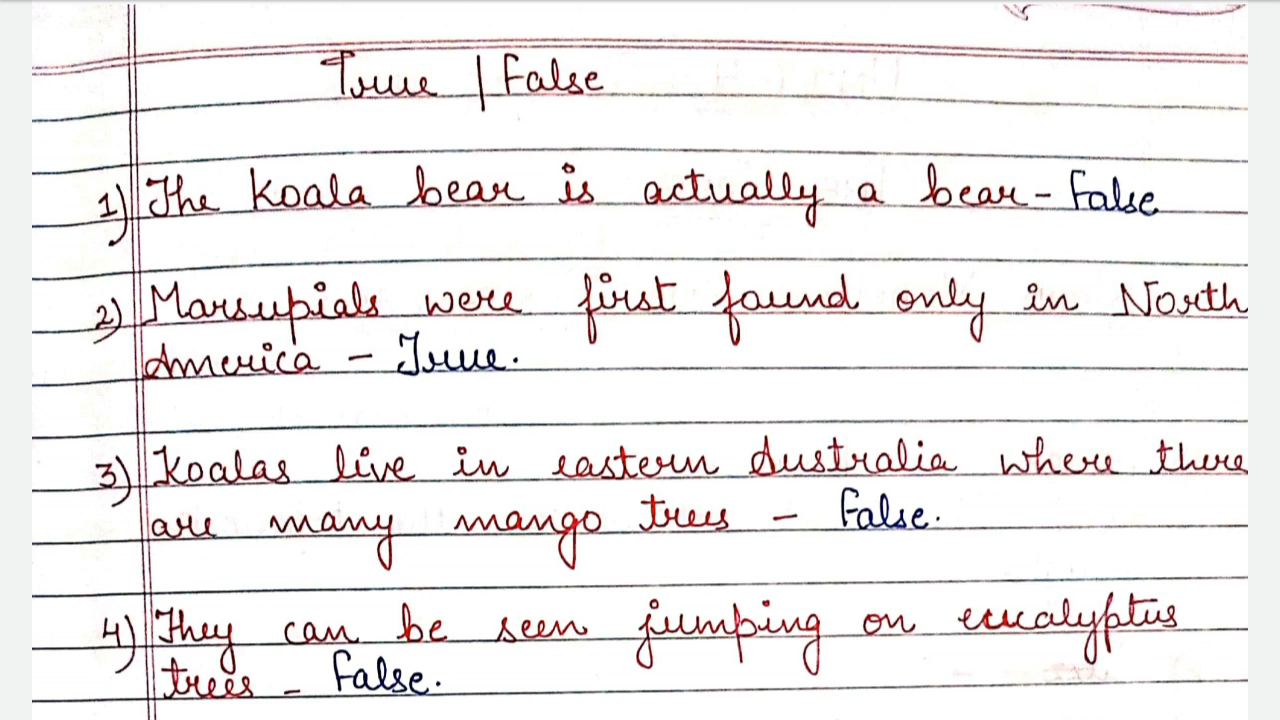 True | False
1) The Koala bear is actually a bear - False
2) Marsupials were first found only in North
America - True.
3) Koalas live in eastern Australia where there
are many mango trees - False.
4) They can be seen jumping on eucalyptus
trees - False.